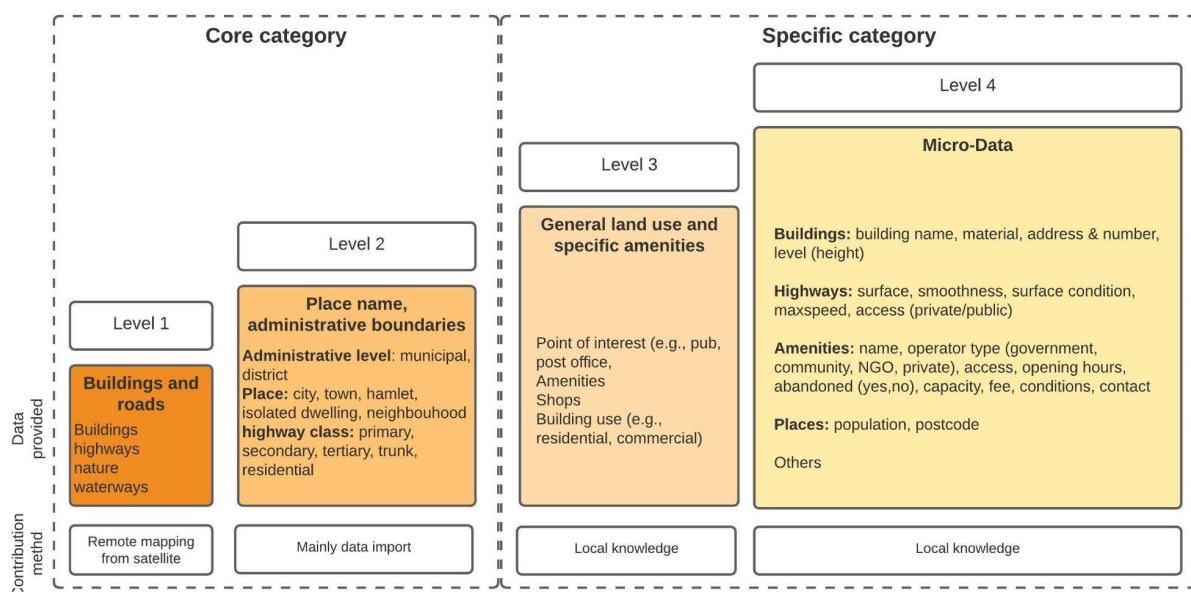 Core category
Specific category
Level 1
Buildings and
roads
Buildings
highways
nature
waterways
Remote mapping
from satellite
Level 2
Place name,
administrative boundaries
Administrative level: municipal,
district
Place: city, town, hamlet,
isolated dwelling, neighbouhood
highway class: primary,
secondary, tertiary, trunk,
residential
Mainly data import
Level 3
General land use and
specific amenities
Point of interest (e.g., pub,
post office,
Amenities
Shops
Building use (e.g.,
residential, commercial)
Local knowledge
Level 4
Micro-Data
Buildings: building name, material, address & number,
level (height)
Highways: surface, smoothness, surface condition,
maxspeed, access (private/public)
Amenities: name, operator type (government,
community, NGO, private), access, opening hours,
abandoned (yes,no), capacity, fee, conditions, contact
Places: population, postcode
Others
Local knowledge
Data
provided
Contribution
methd